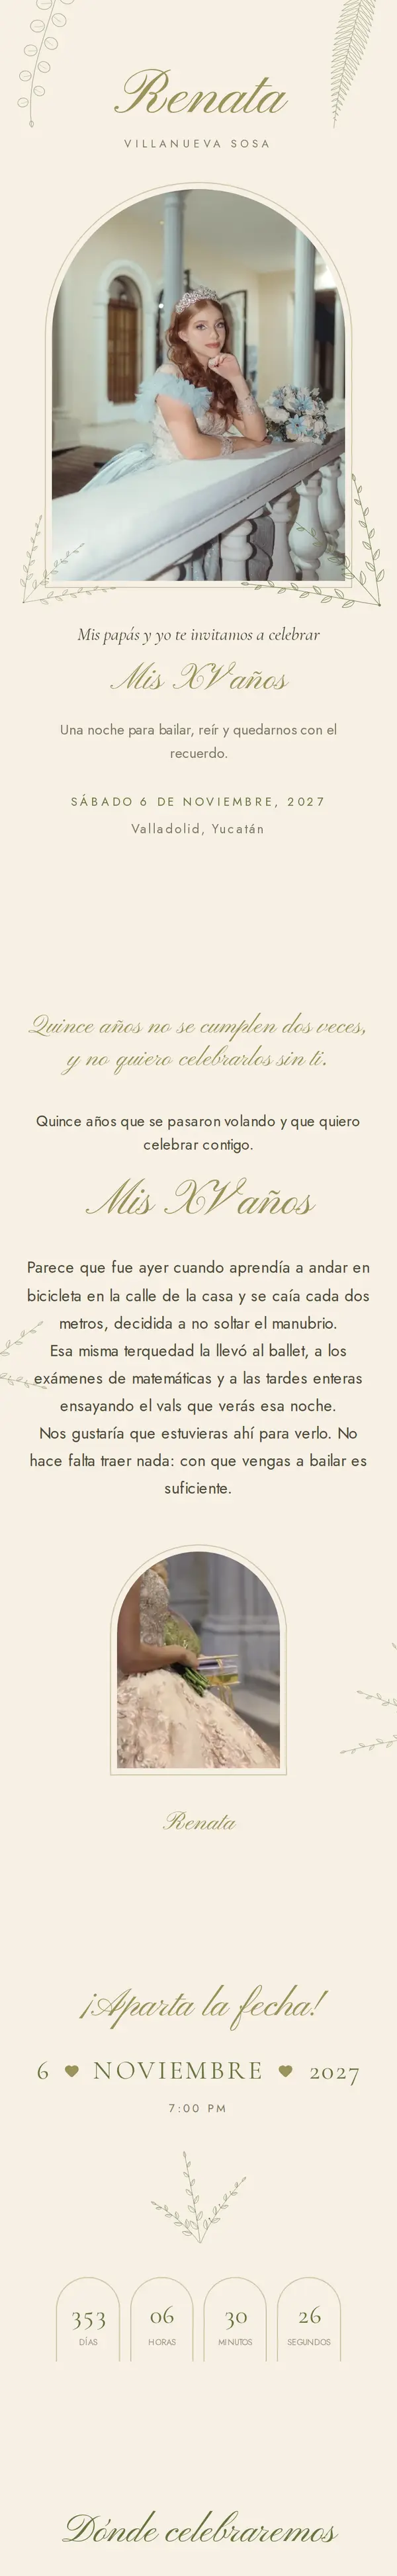 Renata
VILLANUEVA SOSA
Mis papás y yo te invitamos a celebrar
Mis XV años
Una noche para bailar, reír y quedarnos con el
recuerdo.
SÁBADO 6 DE NOVIEMBRE, 2027
Valladolid, Yucatán
Quince años no se cumplen dos veces,
y no quiero celebrarlos sin ti.
Quince años que se pasaron volando y que quiero
celebrar contigo.
Mis XV años
Parece que fue ayer cuando aprendía a andar en
bicicleta en la calle de la casa y se caía cada dos
metros, decidida a no soltar el manubrio.
Esa misma terquedad la llevó al ballet, a los
exámenes de matemáticas y a las tardes enteras
ensayando el vals que verás esa noche.
Nos gustaría que estuvieras ahí para verlo. No
hace falta traer nada: con que vengas a bailar es
suficiente.
Renata
¡Aparta la fecha!
6 NOVIEMBRE 2027
7:00 PM
353 06 30 26
DÍAS HORAS MINUTOS SEGUNDOS
Dónde celebraremos